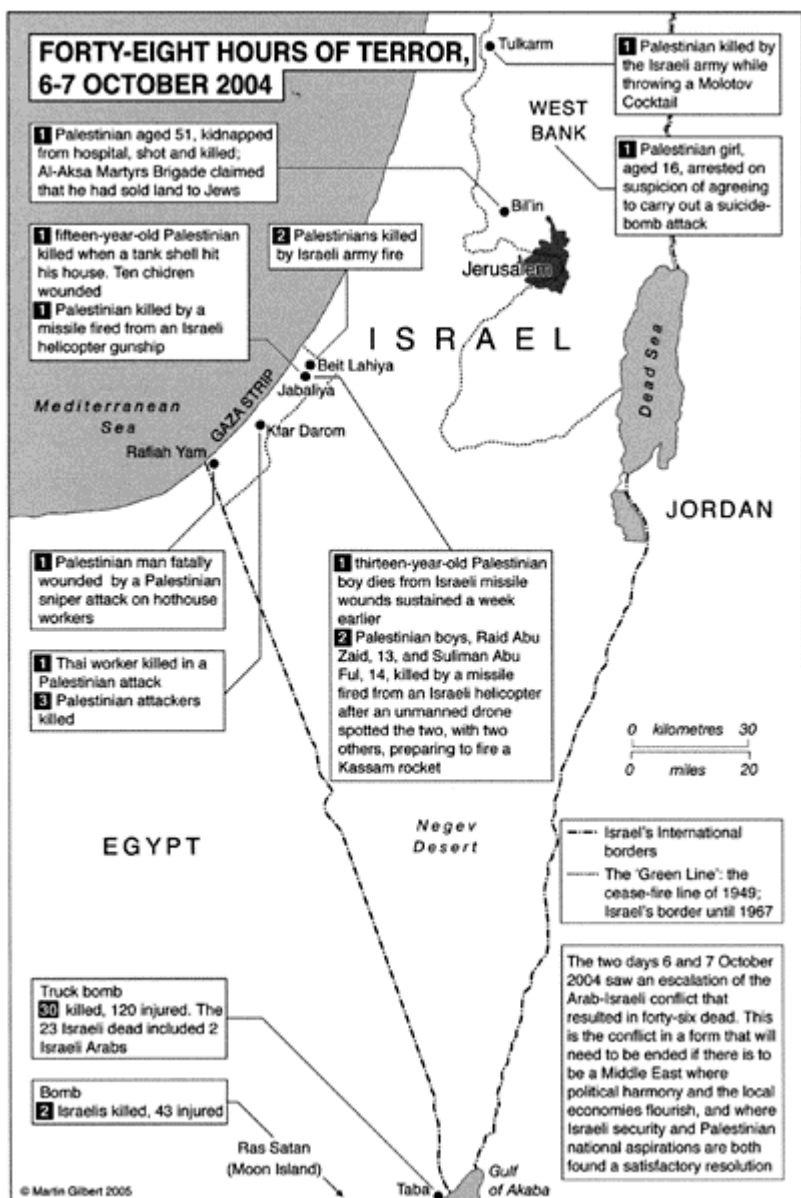 FORTY-EIGHT HOURS OF TERROR,
6-7 OCTOBER 2004
Tulkarm
1 Palestinian killed by
the Israeli army while
throwing a Molotov
Cocktail
WEST
BANK
1 Palestinian aged 51, kidnapped
from hospital, shot and killed;
Al-Aksa Martyrs Brigade claimed
that he had sold land to Jews
1 Palestinian girl,
aged 16, arrested on
suspicion of agreeing
to carry out a suicide-
bomb attack
Bil'in
1 fifteen-year-old Palestinian
killed when a tank shell hit
his house. Ten chidren
wounded
1 Palestinian killed by a
missile fired from an Israeli
helicopter gunship
2 Palestinians killed
by Israeli army fire
Jerusalem
ISRAEL
Dead Sea
Beit Lahiya
Jabaliya
GAZA STRIP
Mediterranean
Sea
Kfar Darom
Rafiah Yam
JORDAN
1 Palestinian man fatally
wounded by a Palestinian
sniper attack on hothouse
workers
1 Thai worker killed in a
Palestinian attack
3 Palestinian attackers
killed
1 thirteen-year-old Palestinian
boy dies from Israeli missile
wounds sustained a week
earlier
2 Palestinian boys, Raid Abu
Zaid, 13, and Suliman Abu
Ful, 14, killed by a missile
fired from an Israeli helicopter
after an unmanned drone
spotted the two, with two
others, preparing to fire a
Kassam rocket
0 kilometres 30
0 miles 20
EGYPT
Negev
Desert
Israel's International
borders
The 'Green Line': the
cease-fire line of 1949;
Israel's border until 1967
Truck bomb
30 killed, 120 injured. The
23 Israeli dead included 2
Israeli Arabs
Bomb
2 Israelis killed, 43 injured
The two days 6 and 7 October
2004 saw an escalation of the
Arab-Israeli conflict that
resulted in forty-six dead. This
is the conflict in a form that will
need to be ended if there is to
be a Middle East where
political harmony and the local
economies flourish, and where
Israeli security and Palestinian
national aspirations are both
found a satisfactory resolution
Ras Satan
(Moon Island)
Taba
Gulf
of Akaba
© Martin Gilbert 2005